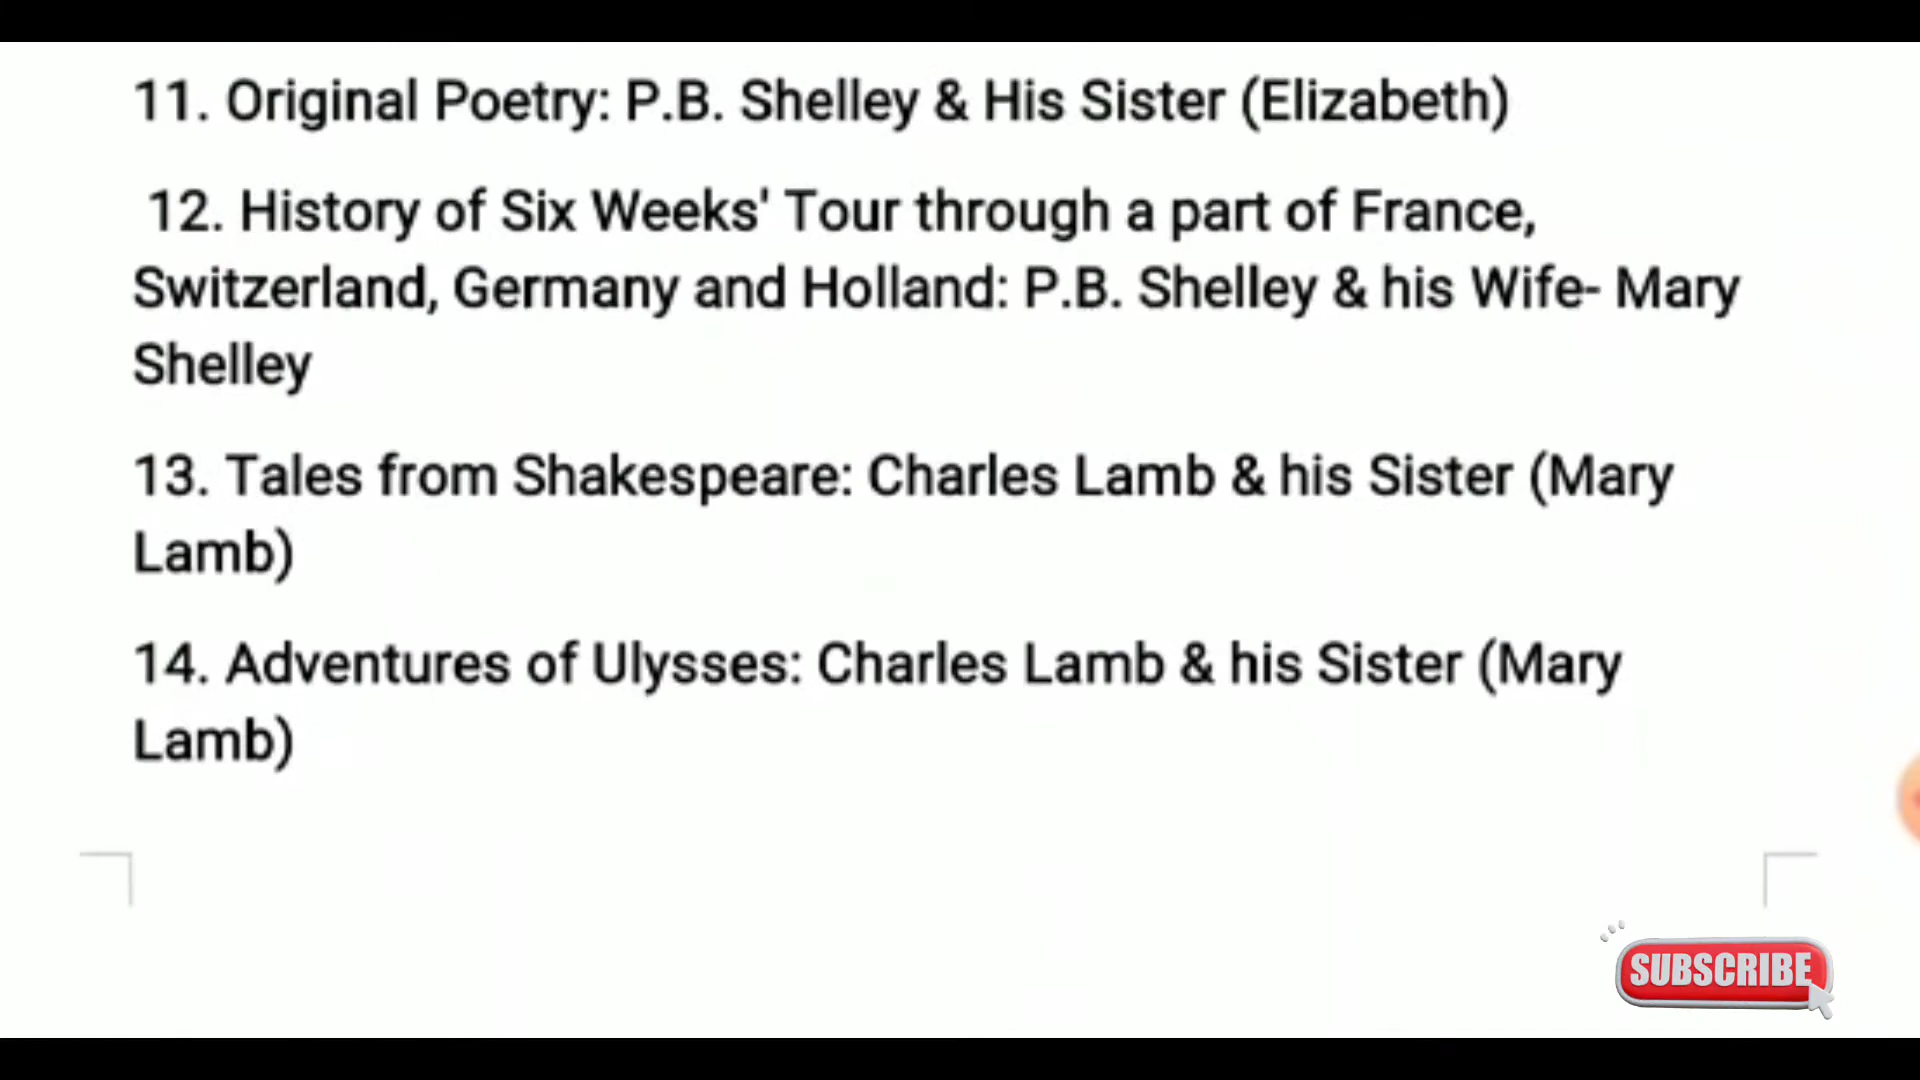 11. Original Poetry: P.B. Shelley & His Sister (Elizabeth)
12. History of Six Weeks' Tour through a part of France,
Switzerland, Germany and Holland: P.B. Shelley & his Wife- Mary
Shelley
13. Tales from Shakespeare: Charles Lamb & his Sister (Mary
Lamb)
14. Adventures of Ulysses: Charles Lamb & his Sister (Mary
Lamb)
SUBSCRIBE